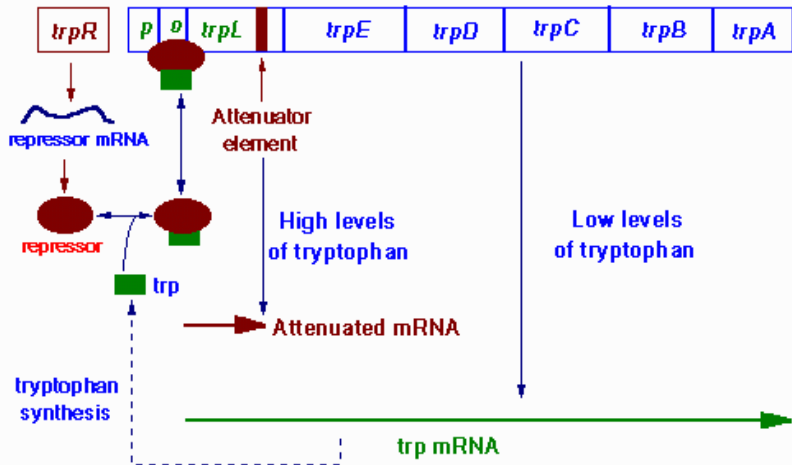 trpR p o trpL trpE trpD trpC trpB trpA
repressor mRNA
Attenuator
element
repressor
trp
High levels
of tryptophan
Low levels
of tryptophan
Attenuated mRNA
tryptophan
synthesis
trp mRNA